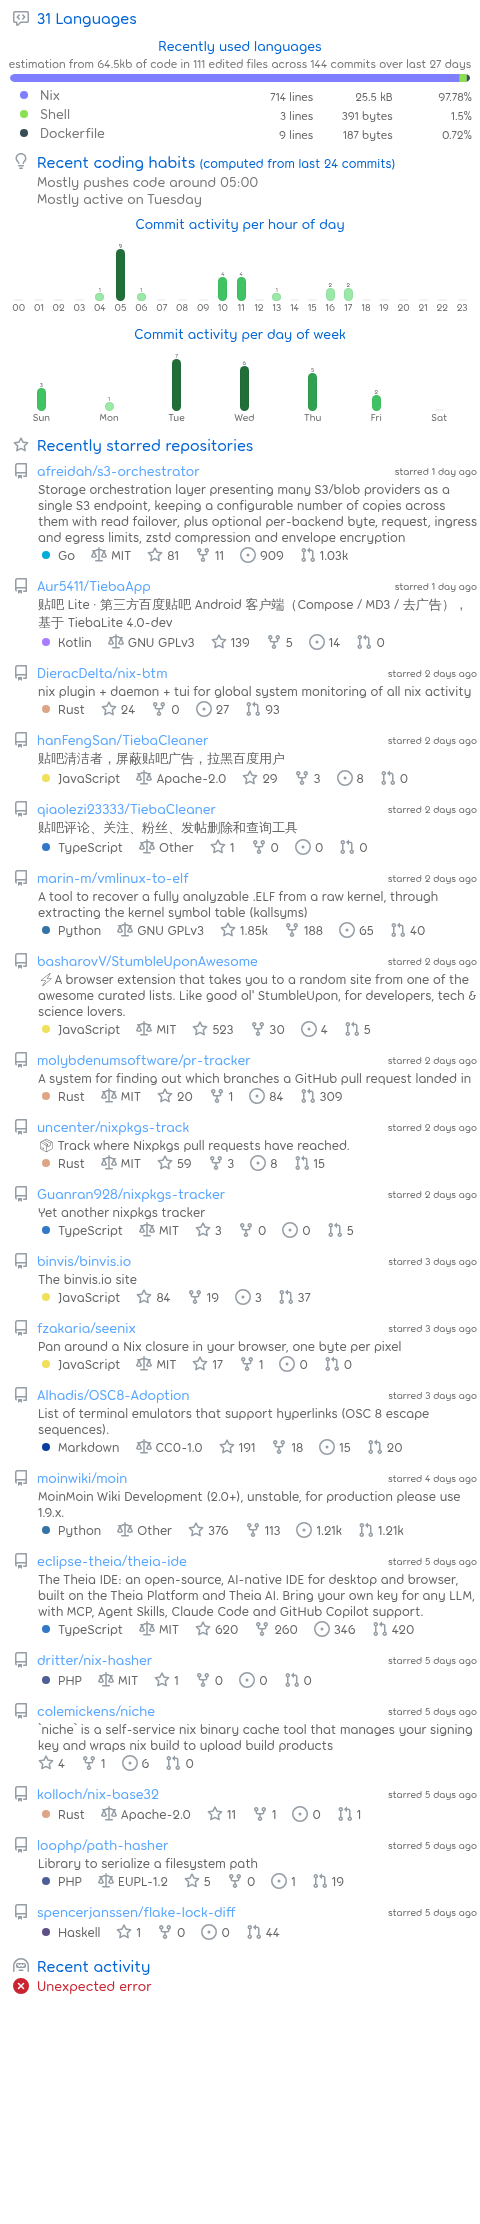 31 Languages
Recently used languages
estimation from 64.5kb of code in 111 edited files across 144 commits over last 27 days
Nix 714 lines 25.5 kB 97.78%
Shell 3 lines 391 bytes 1.5%
Dockerfile 9 lines 187 bytes 0.72%
Recent coding habits (computed from last 24 commits)
Mostly pushes code around 05:00
Mostly active on Tuesday
Commit activity per hour of day
1 9 1 4 4 1 2 2
00 01 02 03 04 05 06 07 08 09 10 11 12 13 14 15 16 17 18 19 20 21 22 23
Commit activity per day of week
3 1 7 6 5 2
Sun Mon Tue Wed Thu Fri Sat
Recently starred repositories
afreidah/s3-orchestrator starred 1 day ago
Storage orchestration layer presenting many S3/blob providers as a
single S3 endpoint, keeping a configurable number of copies across
them with read failover, plus optional per-backend byte, request, ingress
and egress limits, zstd compression and envelope encryption
Go MIT 81 11 909 1.03k
Aur5411/TiebaApp starred 1 day ago
贴吧 Lite · 第三方百度贴吧 Android 客户端（Compose / MD3 / 去广告），
基于 TiebaLite 4.0-dev
Kotlin GNU GPLv3 139 5 14 0
DieracDelta/nix-btm starred 2 days ago
nix plugin + daemon + tui for global system monitoring of all nix activity
Rust 24 0 27 93
hanFengSan/TiebaCleaner starred 2 days ago
贴吧清洁者，屏蔽贴吧广告，拉黑百度用户
JavaScript Apache-2.0 29 3 8 0
qiaolezi23333/TiebaCleaner starred 2 days ago
贴吧评论、关注、粉丝、发帖删除和查询工具
TypeScript Other 1 0 0 0
marin-m/vmlinux-to-elf starred 2 days ago
A tool to recover a fully analyzable .ELF from a raw kernel, through
extracting the kernel symbol table (kallsyms)
Python GNU GPLv3 1.85k 188 65 40
basharovV/StumbleUponAwesome starred 2 days ago
⚡A browser extension that takes you to a random site from one of the
awesome curated lists. Like good ol' StumbleUpon, for developers, tech &
science lovers.
JavaScript MIT 523 30 4 5
molybdenumsoftware/pr-tracker starred 2 days ago
A system for finding out which branches a GitHub pull request landed in
Rust MIT 20 1 84 309
uncenter/nixpkgs-track starred 2 days ago
📦 Track where Nixpkgs pull requests have reached.
Rust MIT 59 3 8 15
Guanran928/nixpkgs-tracker starred 2 days ago
Yet another nixpkgs tracker
TypeScript MIT 3 0 0 5
binvis/binvis.io starred 3 days ago
The binvis.io site
JavaScript 84 19 3 37
fzakaria/seenix starred 3 days ago
Pan around a Nix closure in your browser, one byte per pixel
JavaScript MIT 17 1 0 0
Alhadis/OSC8-Adoption starred 3 days ago
List of terminal emulators that support hyperlinks (OSC 8 escape
sequences).
Markdown CC0-1.0 191 18 15 20
moinwiki/moin starred 4 days ago
MoinMoin Wiki Development (2.0+), unstable, for production please use
1.9.x.
Python Other 376 113 1.21k 1.21k
eclipse-theia/theia-ide starred 5 days ago
The Theia IDE: an open-source, AI-native IDE for desktop and browser,
built on the Theia Platform and Theia AI. Bring your own key for any LLM,
with MCP, Agent Skills, Claude Code and GitHub Copilot support.
TypeScript MIT 620 260 346 420
dritter/nix-hasher starred 5 days ago
PHP MIT 1 0 0 0
colemickens/niche starred 5 days ago
`niche` is a self-service nix binary cache tool that manages your signing
key and wraps nix build to upload build products
4 1 6 0
kolloch/nix-base32 starred 5 days ago
Rust Apache-2.0 11 1 0 1
loophp/path-hasher starred 5 days ago
Library to serialize a filesystem path
PHP EUPL-1.2 5 0 1 19
spencerjanssen/flake-lock-diff starred 5 days ago
Haskell 1 0 0 44
Recent activity
Unexpected error